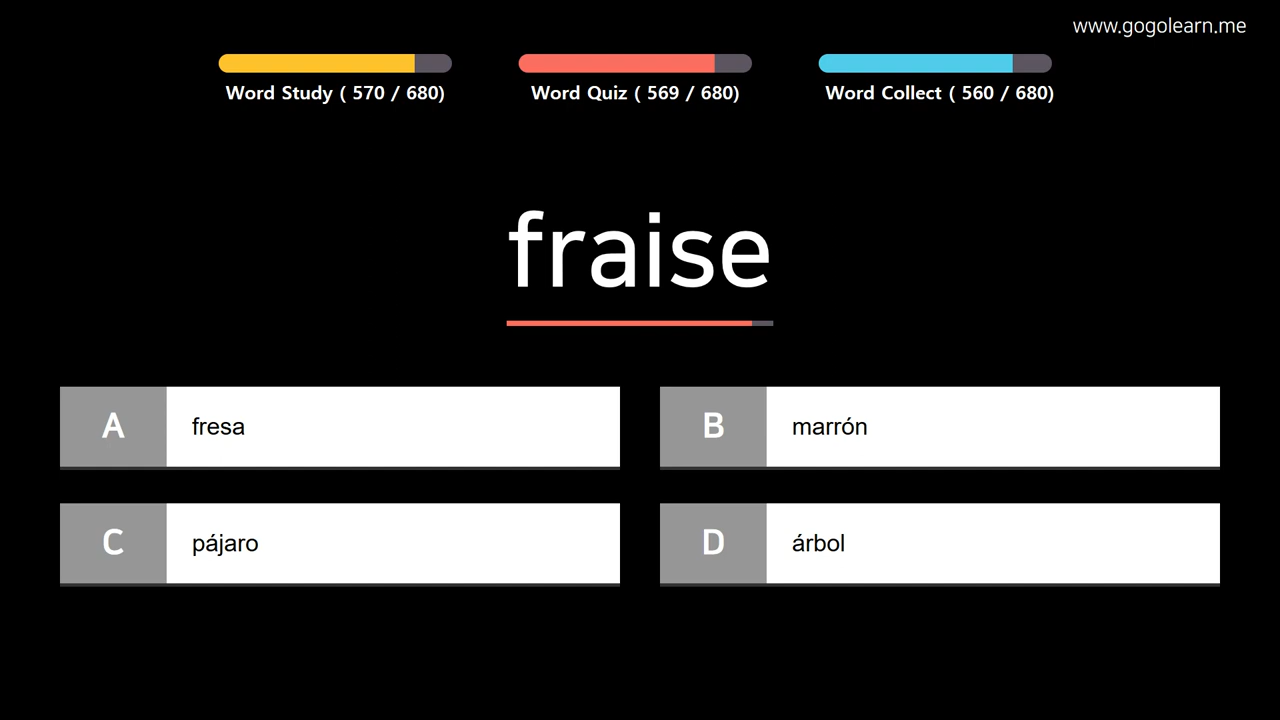 www.gogolearn.me
Word Study ( 570 / 680)
Word Quiz ( 569 / 680)
Word Collect ( 560 / 680)
fraise
A fresa
B marrón
C pájaro
D árbol